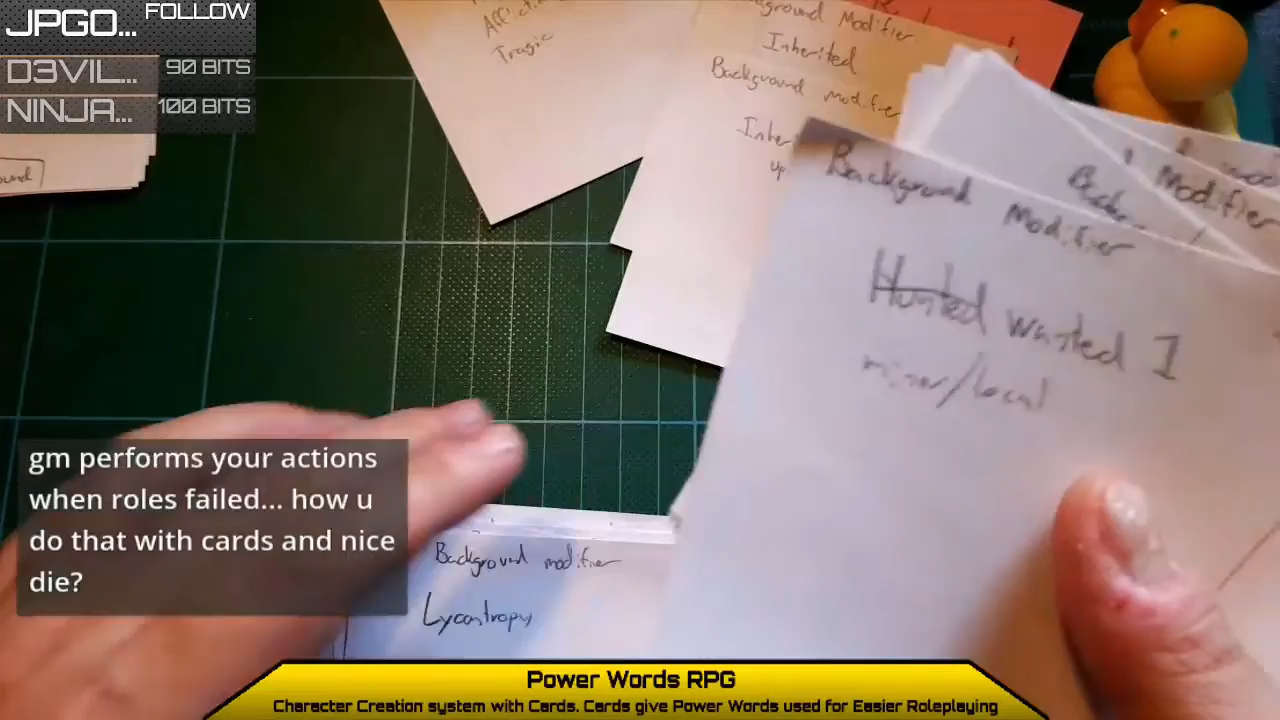 JPGO...
FOLLOW
D3VIL...
90 BITS
NINJA...
100 BITS
Tragic
Background Modifier
Inherited
Background modifier
up
Background Modifier
Hunted wanted I
minor/local
Modifier
gm performs your actions
when roles failed... how u
do that with cards and nice
die?
Background modifier
Lycantropy
Power Words RPG
Character Creation system with Cards. Cards give Power Words used for Easier Roleplaying